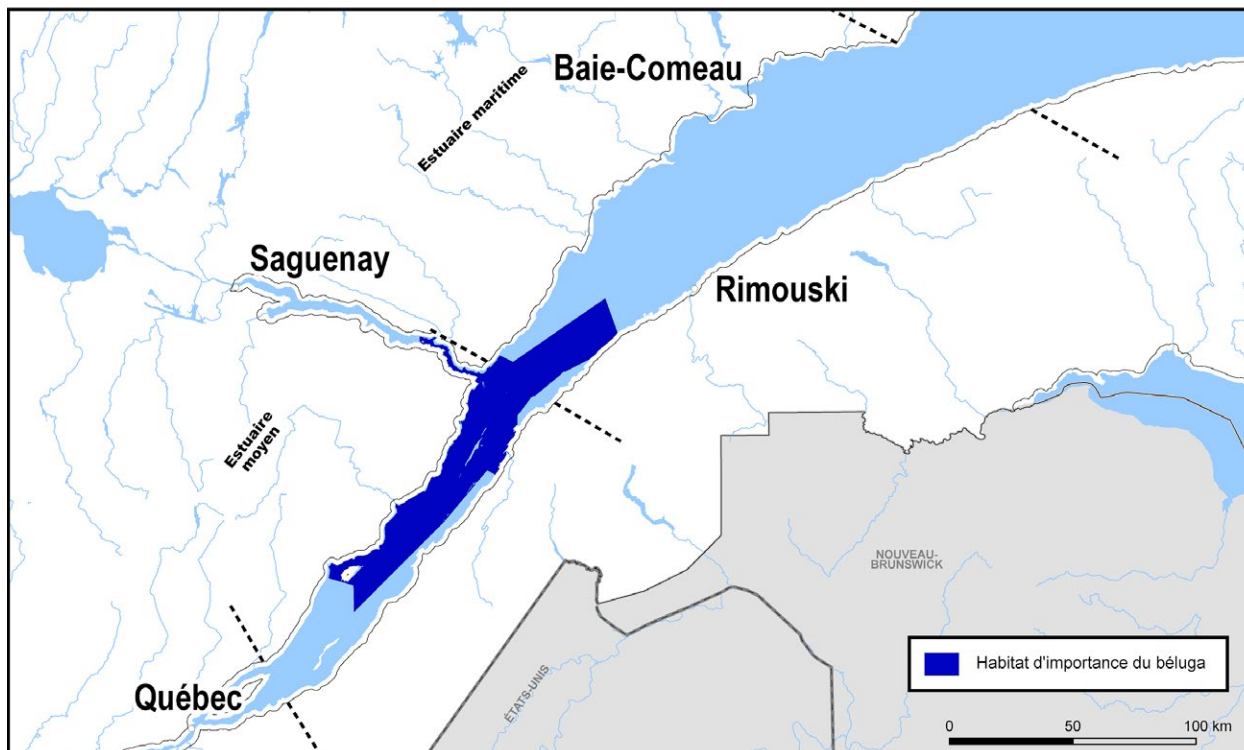 Baie-Comeau
Estuaire maritime
Saguenay
Rimouski
Estuaire
moyen
NOUVEAU-
BRUNSWICK
Habitat d'importance du béluga
ÉTATS-UNIS
Québec
0 50 100 km